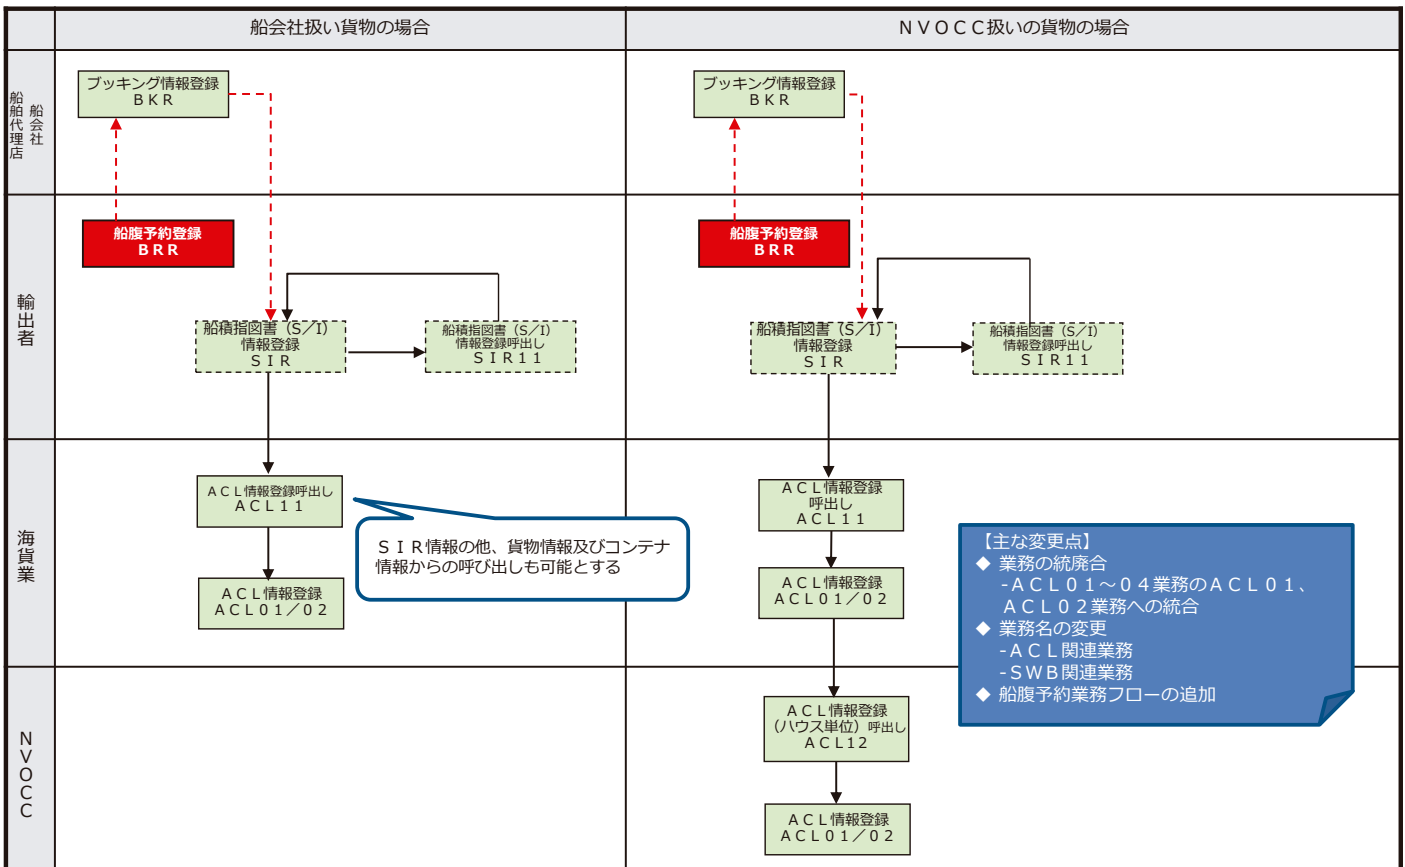 船会社扱い貨物の場合
ＮＶＯＣＣ扱いの貨物の場合
船会社
船舶代理店
ブッキング情報登録
ＢＫＲ
ブッキング情報登録
ＢＫＲ
輸出者
船腹予約登録
ＢＲＲ
船腹予約登録
ＢＲＲ
船積指図書（S／I）
情報登録
ＳＩＲ
船積指図書（S／I）
情報登録呼出し
ＳＩＲ１１
船積指図書（S／I）
情報登録
ＳＩＲ
船積指図書（S／I）
情報登録呼出し
ＳＩＲ１１
海貨業
ＡＣＬ情報登録呼出し
ＡＣＬ１１
ＳＩＲ情報の他、貨物情報及びコンテナ
情報からの呼び出しも可能とする
ＡＣＬ情報登録
ＡＣＬ０１／０２
ＡＣＬ情報登録
呼出し
ＡＣＬ１１
ＡＣＬ情報登録
ＡＣＬ０１／０２
【主な変更点】
◆ 業務の統廃合
-ＡＣＬ０１～０４業務のＡＣＬ０１、
ＡＣＬ０２業務への統合
◆ 業務名の変更
-ＡＣＬ関連業務
-ＳＷＢ関連業務
◆ 船腹予約業務フローの追加
ＮＶＯＣＣ
ＡＣＬ情報登録
（ハウス単位）呼出し
ＡＣＬ12
ＡＣＬ情報登録
ＡＣＬ０１／０２